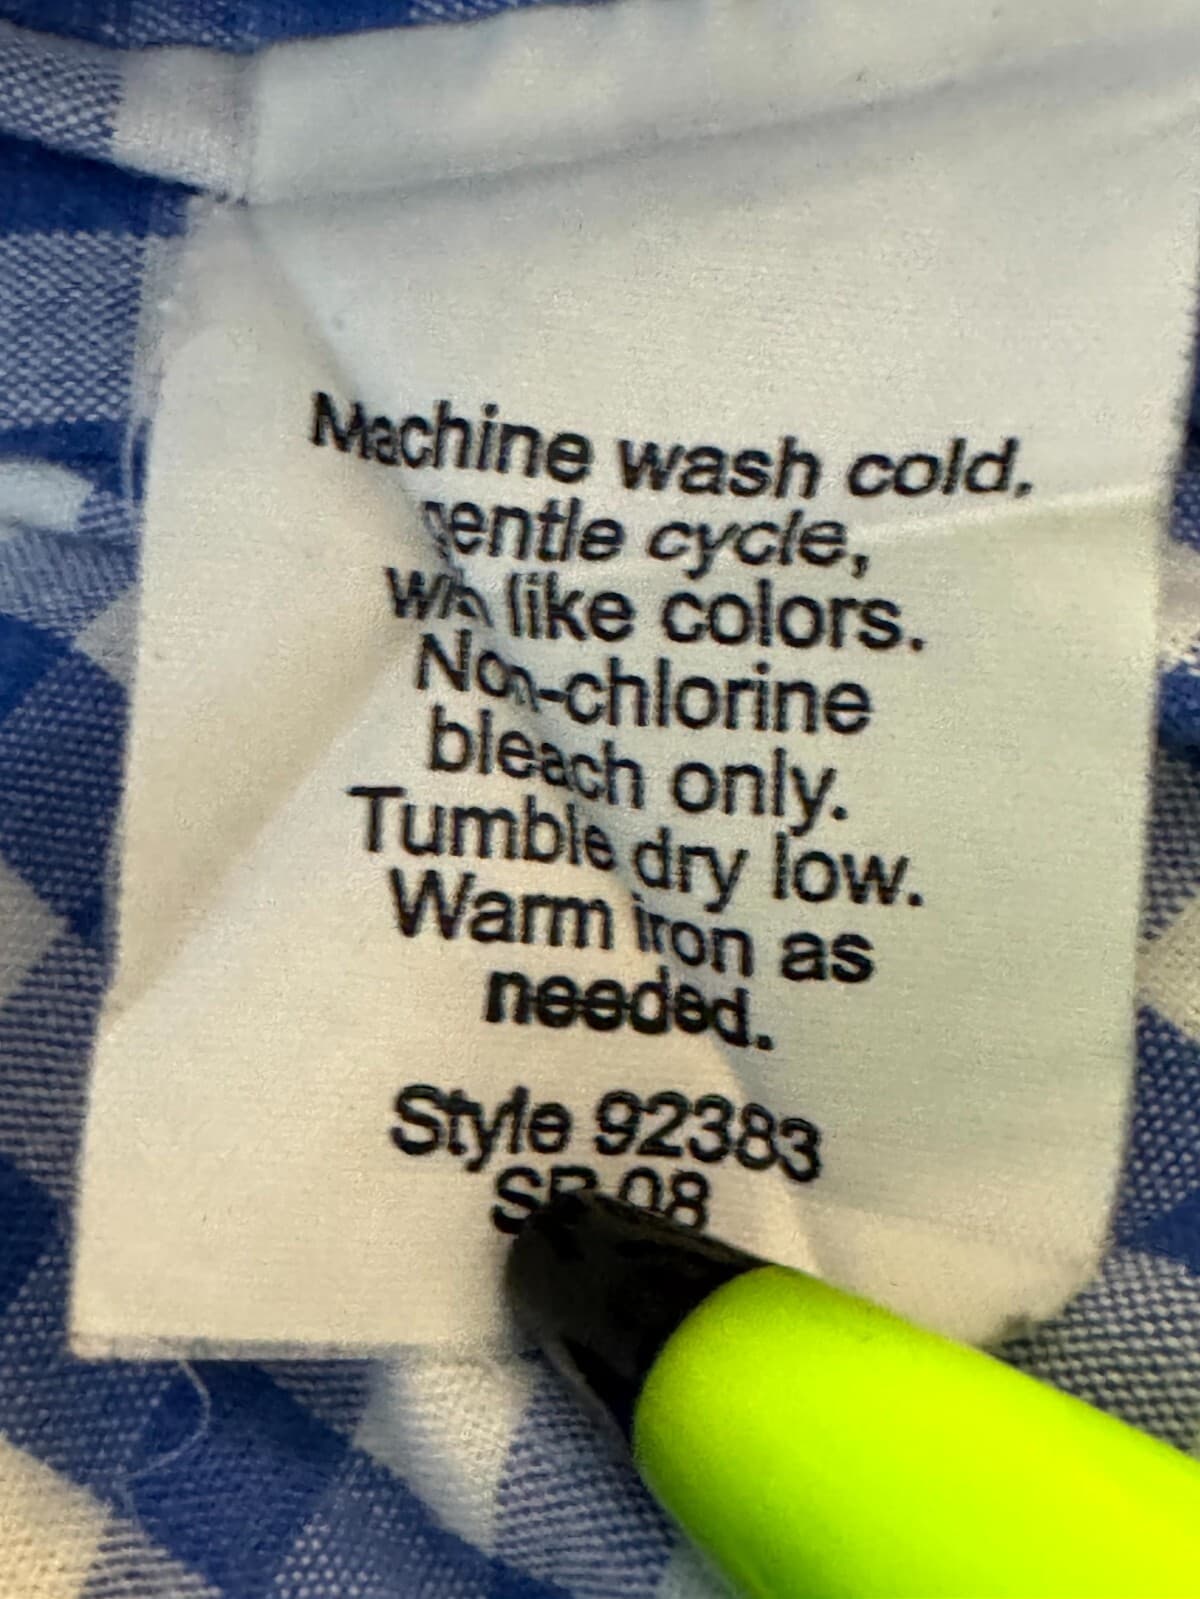 Machine wash cold,
gentle cycle,
like colors.
Non-chlorine
bleach only.
Tumble dry low.
Warm iron as
needed.
Style 92383
08